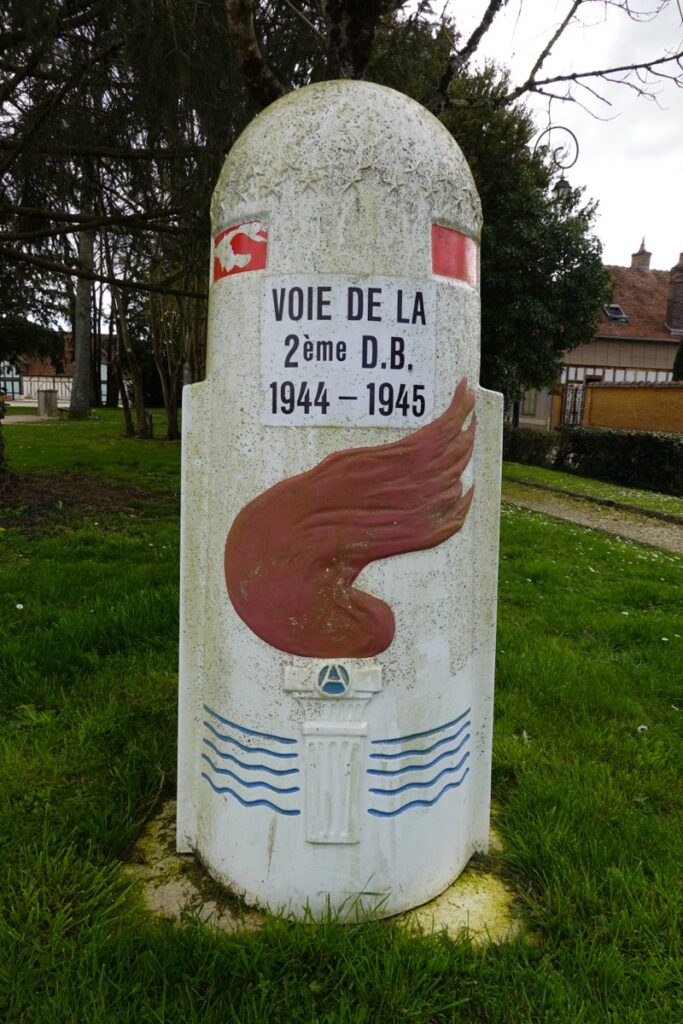 VOIE DE LA
2ème D.B.
1944 – 1945
A